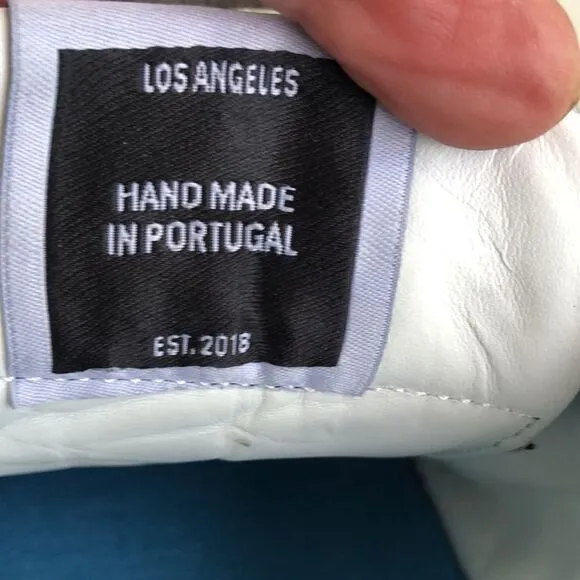 LOS ANGELES
HAND MADE
IN PORTUGAL
EST. 2018